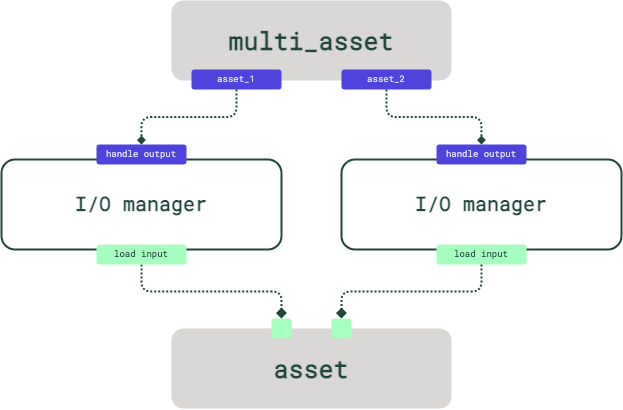 multi_asset
asset_1
asset_2
handle output
handle output
I/O manager
I/O manager
load input
load input
asset